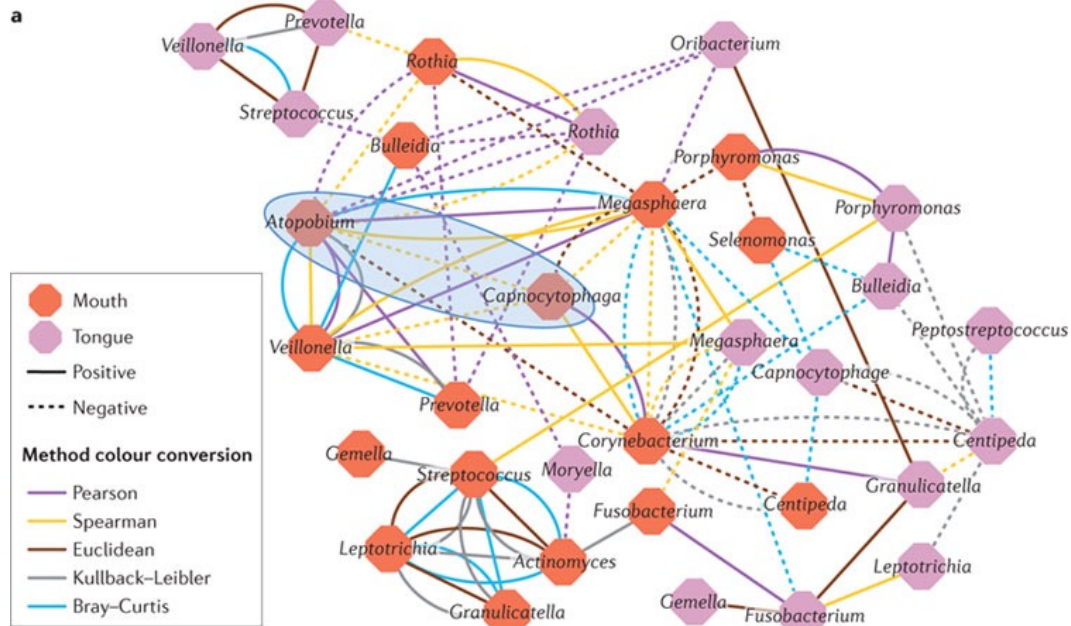 a
Prevotella
Veillonella
Rothia
Oribacterium
Streptococcus
Rothia
Bulleidia
Porphyromonas
Megasphaera
Porphyromonas
Atopobium
Selenomonas
Bulleidia
Capnocytophaga
Peptostreptococcus
Megasphaera
Veillonella
Capnocytophage
Prevotella
Corynebacterium
Centipeda
Gemella
Streptococcus
Moryella
Granulicatella
Centipeda
Fusobacterium
Leptotrichia
Actinomyces
Leptotrichia
Gemella
Granulicatella
Fusobacterium
Mouth
Tongue
Positive
Negative
Method colour conversion
Pearson
Spearman
Euclidean
Kullback–Leibler
Bray–Curtis